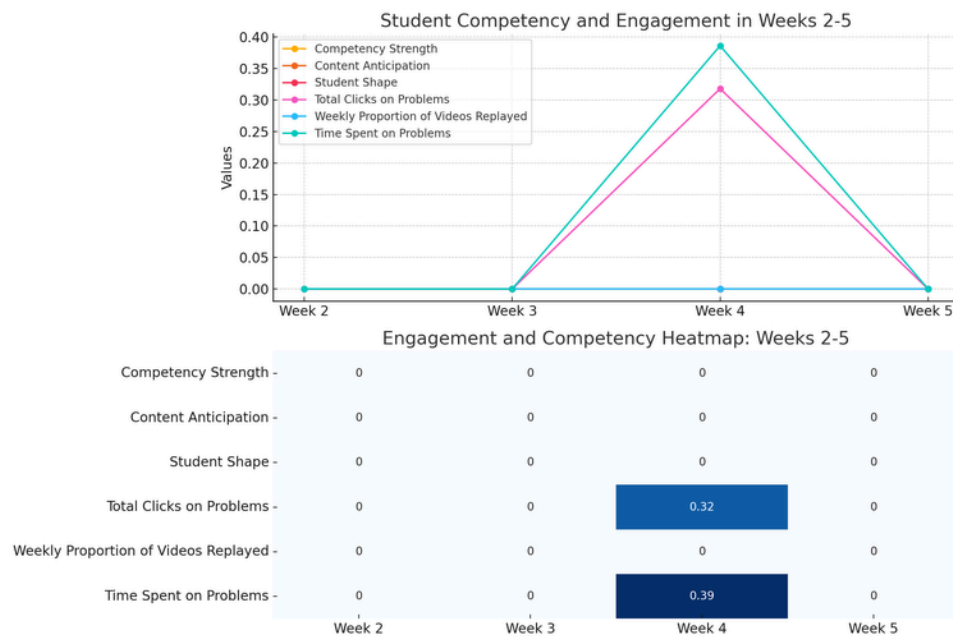 Student Competency and Engagement in Weeks 2-5
Values
0.40
0.35
0.30
0.25
0.20
0.15
0.10
0.05
0.00
Competency Strength
Content Anticipation
Student Shape
Total Clicks on Problems
Weekly Proportion of Videos Replayed
Time Spent on Problems
Week 2 Week 3 Week 4 Week 5
Engagement and Competency Heatmap: Weeks 2-5
Competency Strength 0 0 0 0
Content Anticipation 0 0 0 0
Student Shape 0 0 0 0
Total Clicks on Problems 0 0 0.32 0
Weekly Proportion of Videos Replayed 0 0 0 0
Time Spent on Problems 0 0 0.39 0
Week 2 Week 3 Week 4 Week 5